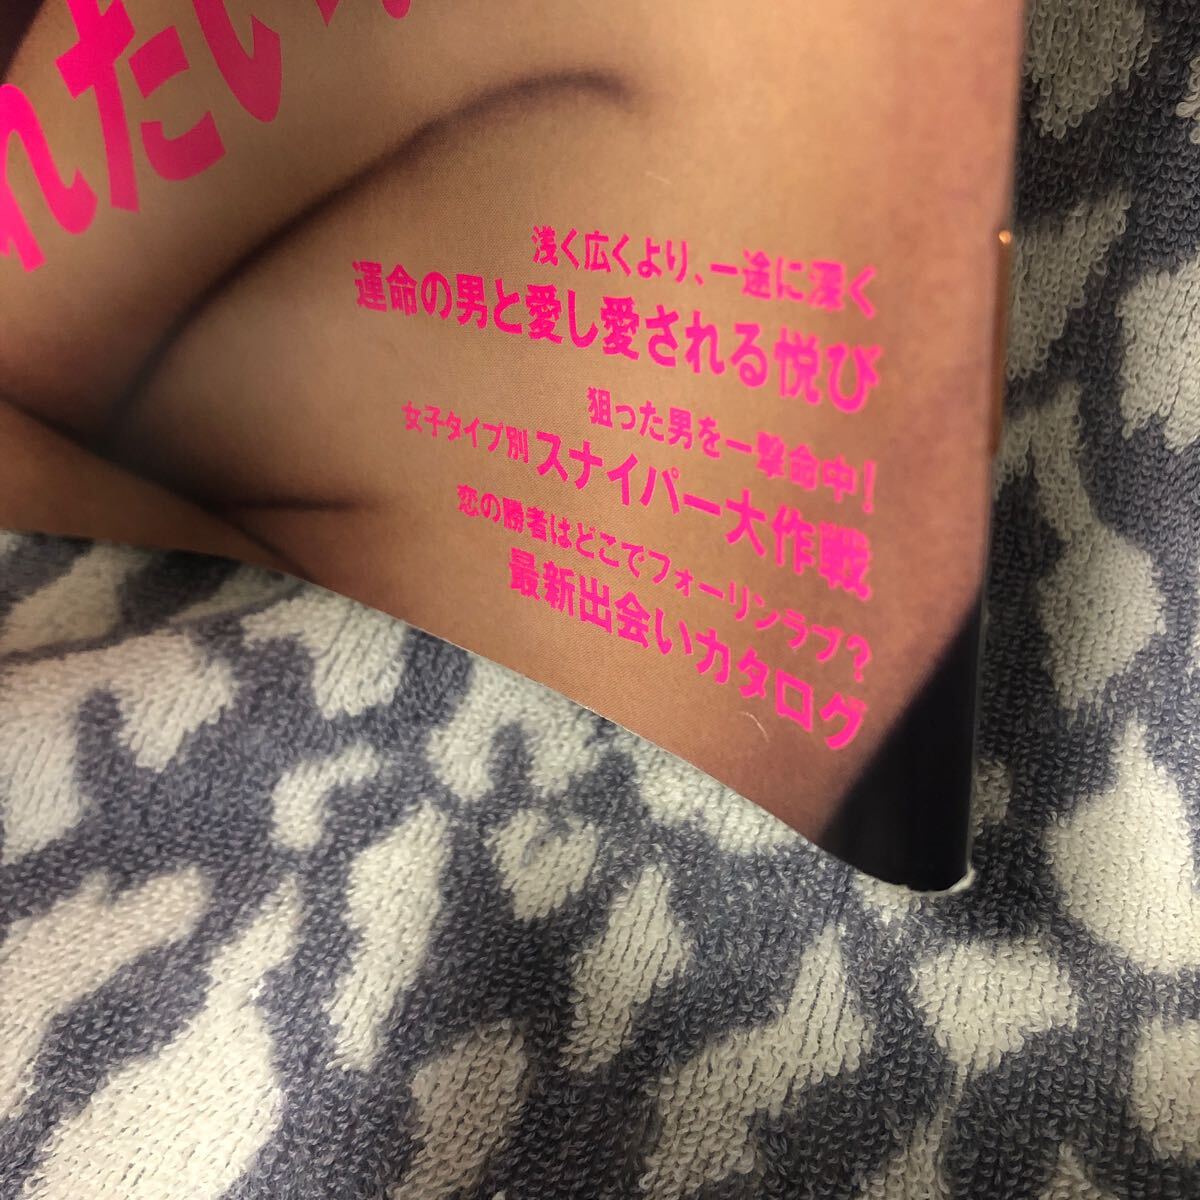 れたい
浅く広くより、一途に深く
運命の男と愛し愛される悦び
狙った男を一撃命中！
女子タイプ別 スナイパー大作戦
恋の勝者はどこでフォーリンラブ？
最新出会いカタログ